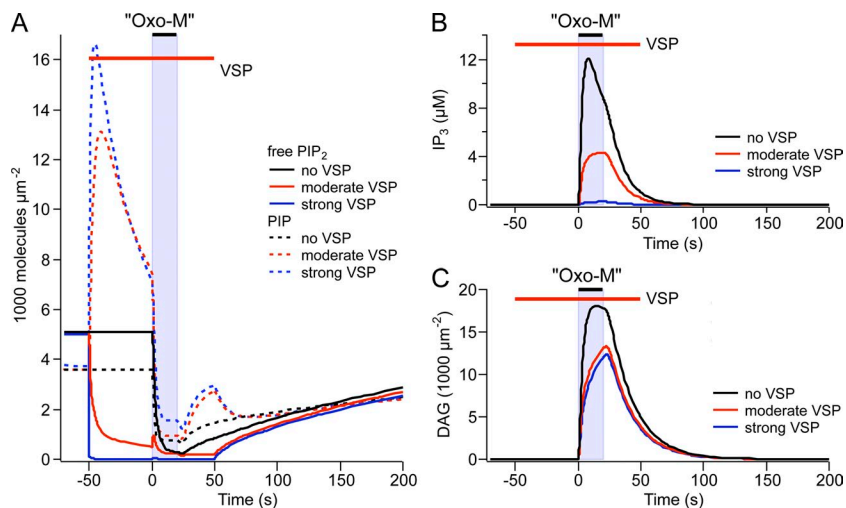 A
"Oxo-M"
VSP
16
14
12
10
8
6
4
2
0
1000 molecules µm⁻²
free PIP₂
no VSP
moderate VSP
strong VSP
PIP
no VSP
moderate VSP
strong VSP
-50 0 50 100 150 200
Time (s)
B
"Oxo-M"
VSP
12
8
4
0
IP₃ (µM)
no VSP
moderate VSP
strong VSP
-50 0 50 100 150 200
Time (s)
C
"Oxo-M"
VSP
20
15
10
5
0
DAG (1000 µm⁻²)
no VSP
moderate VSP
strong VSP
-50 0 50 100 150 200
Time (s)